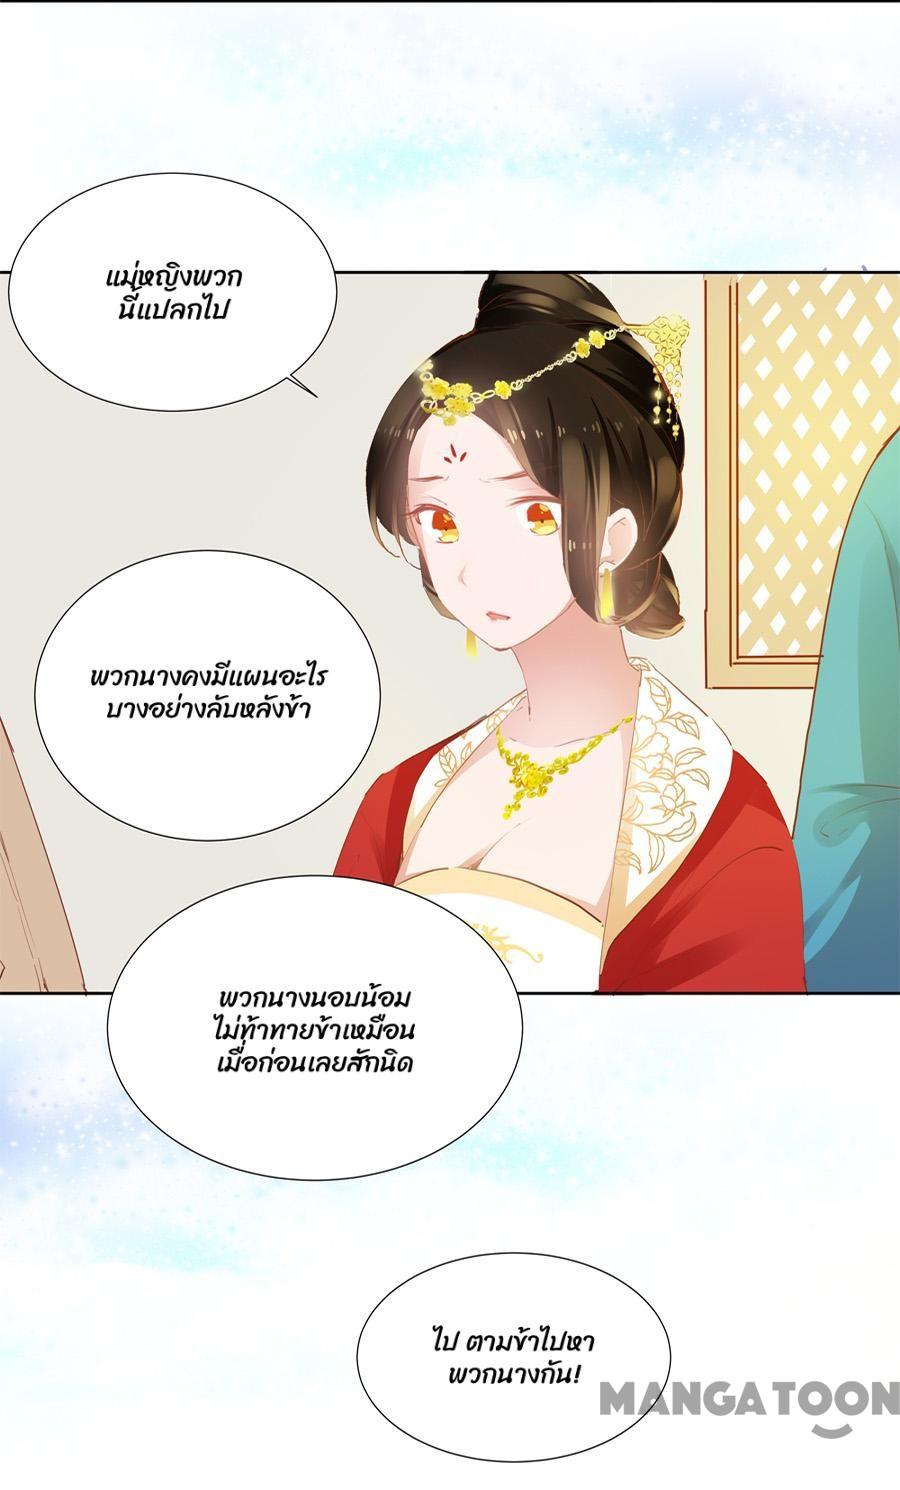 แม่หญิงพวก
นี้แปลกไป
พวกนางคงมีแผนอะไร
บางอย่างลับหลังข้า
พวกนางนอบน้อม
ไม่ท้าทายข้าเหมือน
เมื่อก่อนเลยสักนิด
ไป ตามข้าไปหา
พวกนางกัน!
MANGATOON